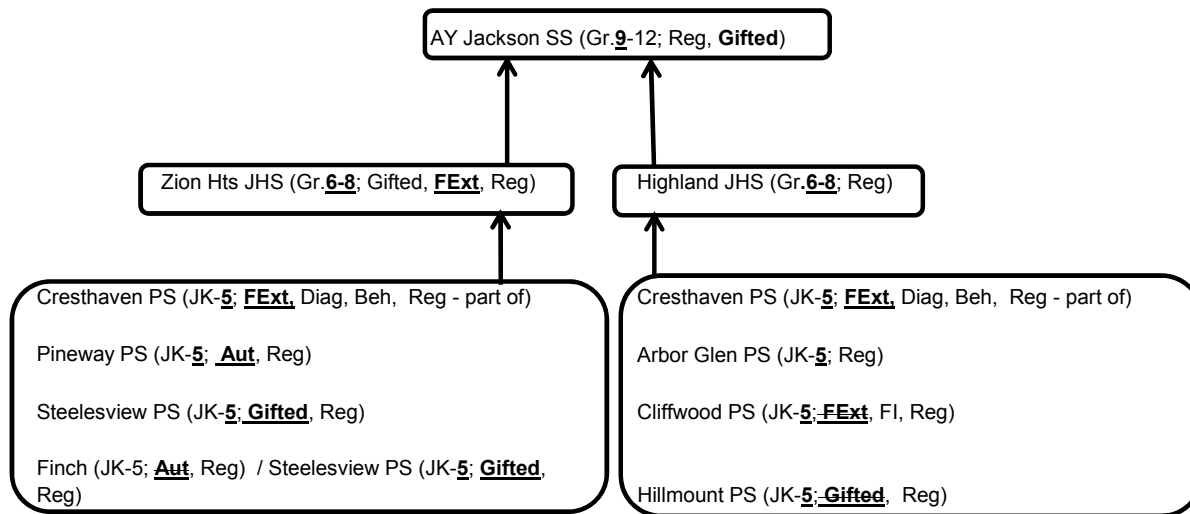 AY Jackson SS (Gr.9-12; Reg, Gifted)
Zion Hts JHS (Gr.6-8; Gifted, FExt, Reg)
Highland JHS (Gr.6-8; Reg)
Cresthaven PS (JK-5; FExt, Diag, Beh, Reg - part of)
Pineway PS (JK-5; Aut, Reg)
Steelesview PS (JK-5; Gifted, Reg)
Finch (JK-5; Aut, Reg) / Steelesview PS (JK-5; Gifted,
Reg)
Cresthaven PS (JK-5; FExt, Diag, Beh, Reg - part of)
Arbor Glen PS (JK-5; Reg)
Cliffwood PS (JK-5; FExt, FI, Reg)
Hillmount PS (JK-5; Gifted, Reg)